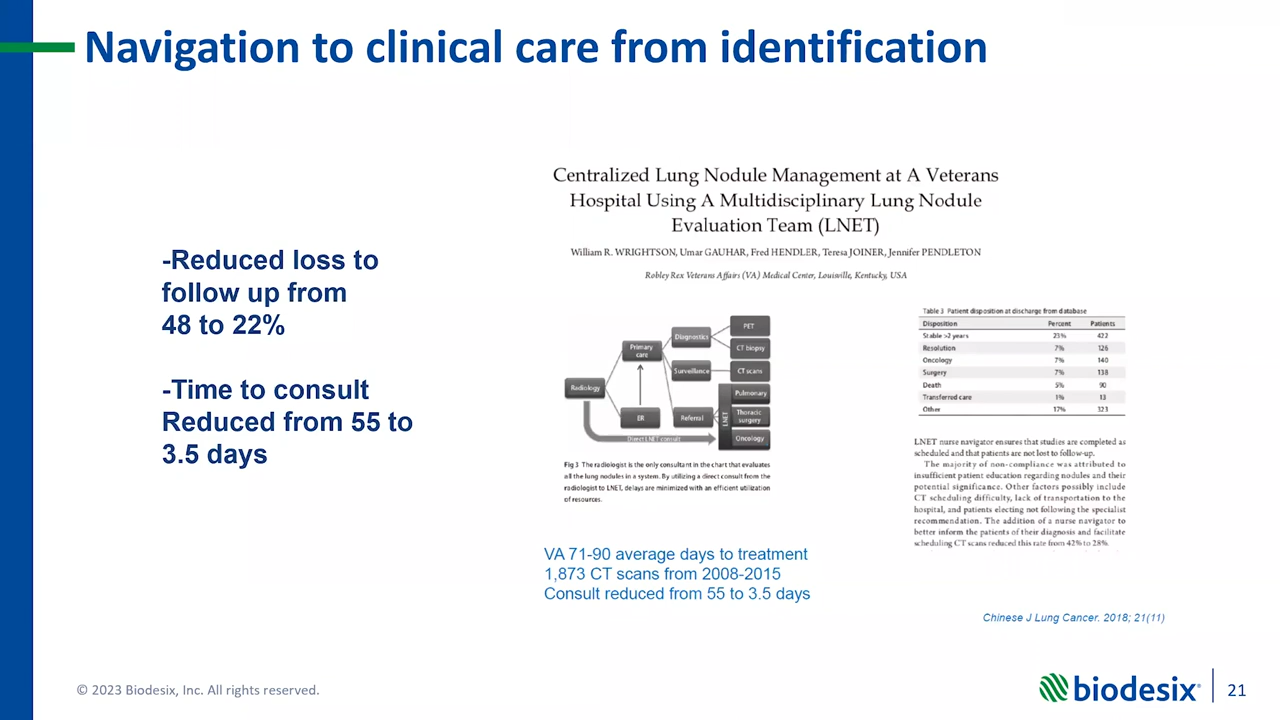 Navigation to clinical care from identification
-Reduced loss to
follow up from
48 to 22%
-Time to consult
Reduced from 55 to
3.5 days
Centralized Lung Nodule Management at A Veterans
Hospital Using A Multidisciplinary Lung Nodule
Evaluation Team (LNET)
William R. WRIGHTSON, Umar GAUHAR, Fred HENDLER, Teresa JOINER, Jennifer PENDLETON
Robley Rex Veterans Affairs (VA) Medical Center, Louisville, Kentucky, USA
Radiology
Primary
care
ER
Diagnostics
Surveillance
Referral
PET
CT biopsy
CT scans
LNET
Pulmonary
Thoracic
surgery
Oncology
Direct LNET consult
Fig 3 The radiologist is the only consultant in the chart that evaluates
all the lung nodules in a system. By utilizing a direct consult from the
radiologist to LNET, delays are minimized with an efficient utilization
of resources.
Table 3 Patient disposition at discharge from database
Disposition Percent Patients
Stable >2 years 23% 422
Resolution 7% 126
Oncology 7% 140
Surgery 7% 138
Death 5% 90
Transferred care 1% 13
Other 17% 323
LNET nurse navigator ensures that studies are completed as
scheduled and that patients are not lost to follow-up.
The majority of non-compliance was attributed to
insufficient patient education regarding nodules and their
potential significance. Other factors possibly include
CT scheduling difficulty, lack of transportation to the
hospital, and patients electing not following the specialist
recommendation. The addition of a nurse navigator to
better inform the patients of their diagnosis and facilitate
scheduling CT scans reduced this rate from 42% to 28%.
VA 71-90 average days to treatment
1,873 CT scans from 2008-2015
Consult reduced from 55 to 3.5 days
Chinese J Lung Cancer. 2018; 21(11)
© 2023 Biodesix, Inc. All rights reserved.
biodesix
21